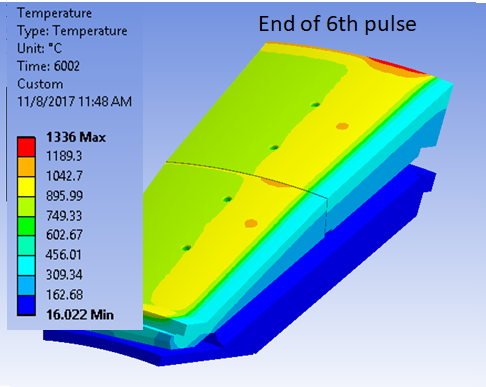 Temperature
Type: Temperature
Unit: °C
Time: 6002
Custom
11/8/2017 11:48 AM
End of 6th pulse
1336 Max
1189.3
1042.7
895.99
749.33
602.67
456.01
309.34
162.68
16.022 Min